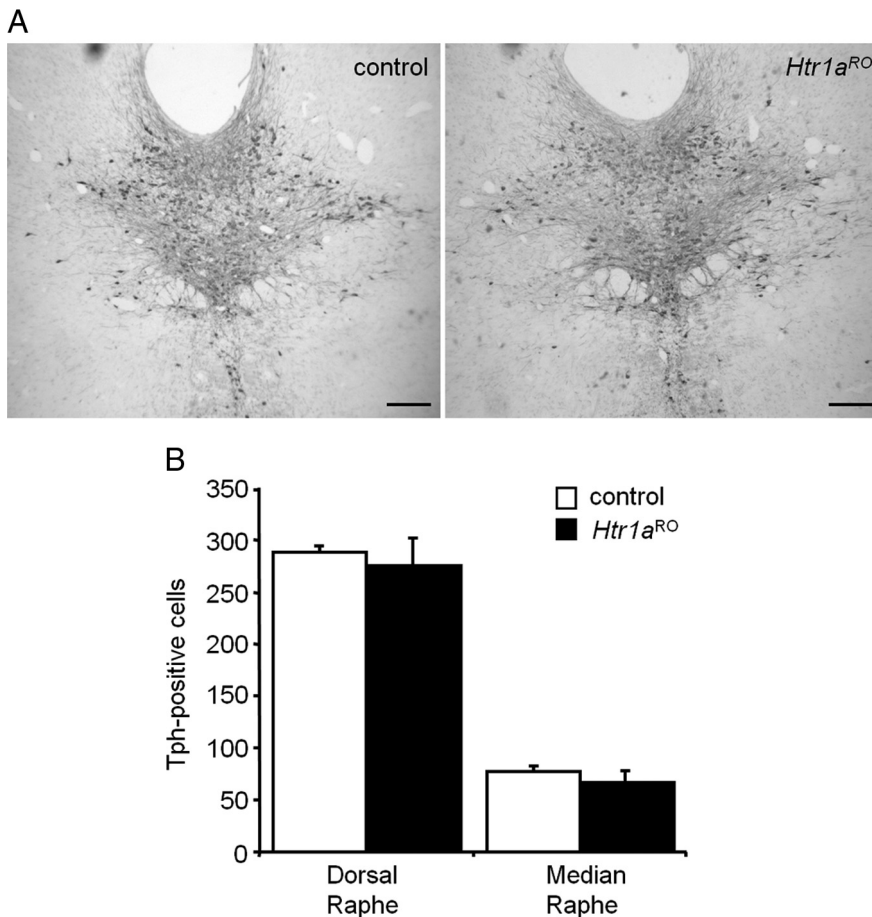 A
control
Htr1aRO
B
350
300
250
200
150
100
50
0
Tph-positive cells
control
Htr1aRO
Dorsal
Raphe
Median
Raphe